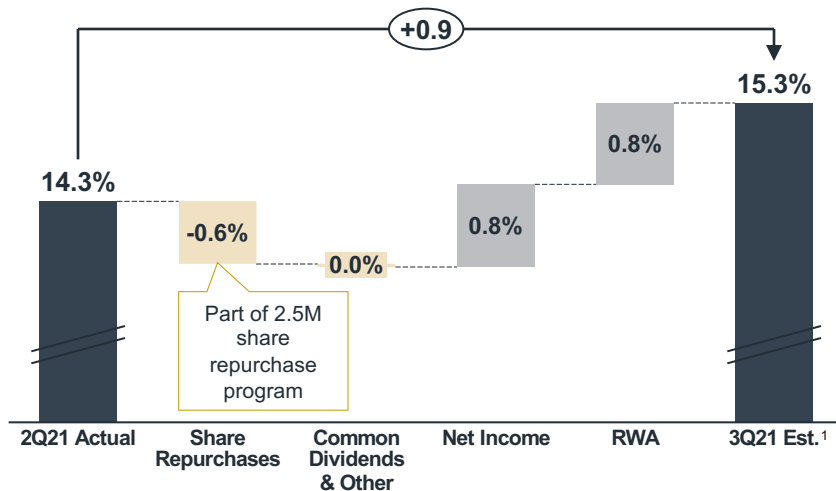 +0.9
14.3%
-0.6%
0.0%
0.8%
0.8%
15.3%
Part of 2.5M
share
repurchase
program
2Q21 Actual
Share
Repurchases
Common
Dividends
& Other
Net Income
RWA
3Q21 Est.¹